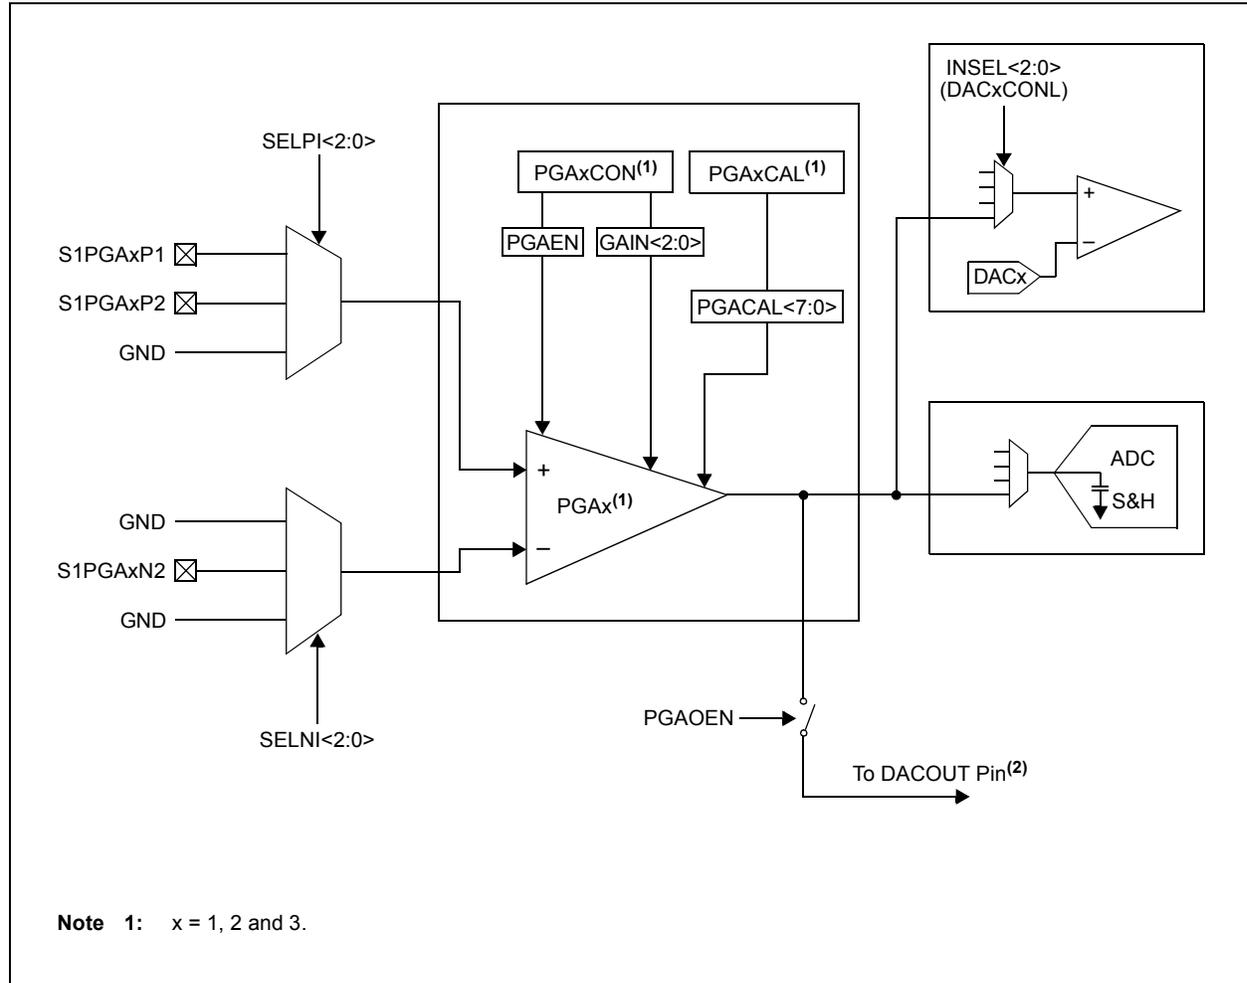 INSEL<2:0>
(DACxCONL)
SELPI<2:0>
PGAxCON(1)
PGAxCAL(1)
PGAEN
GAIN<2:0>
PGACAL<7:0>
S1PGAxP1
S1PGAxP2
GND
+
–
DACx
GND
S1PGAxN2
GND
SELNI<2:0>
+
PGAx(1)
–
ADC
S&H
PGAOEN
To DACOUT Pin(2)
Note 1: x = 1, 2 and 3.